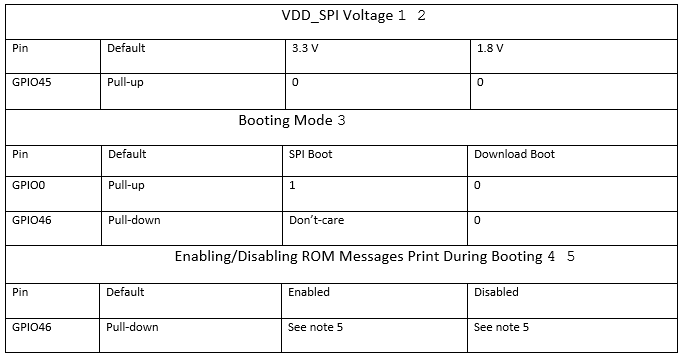 VDD_SPI Voltage 1 2
Pin Default 3.3 V 1.8 V
GPIO45 Pull-up 0 0
Booting Mode 3
Pin Default SPI Boot Download Boot
GPIO0 Pull-up 1 0
GPIO46 Pull-down Don't-care 0
Enabling/Disabling ROM Messages Print During Booting 4 5
Pin Default Enabled Disabled
GPIO46 Pull-down See note 5 See note 5